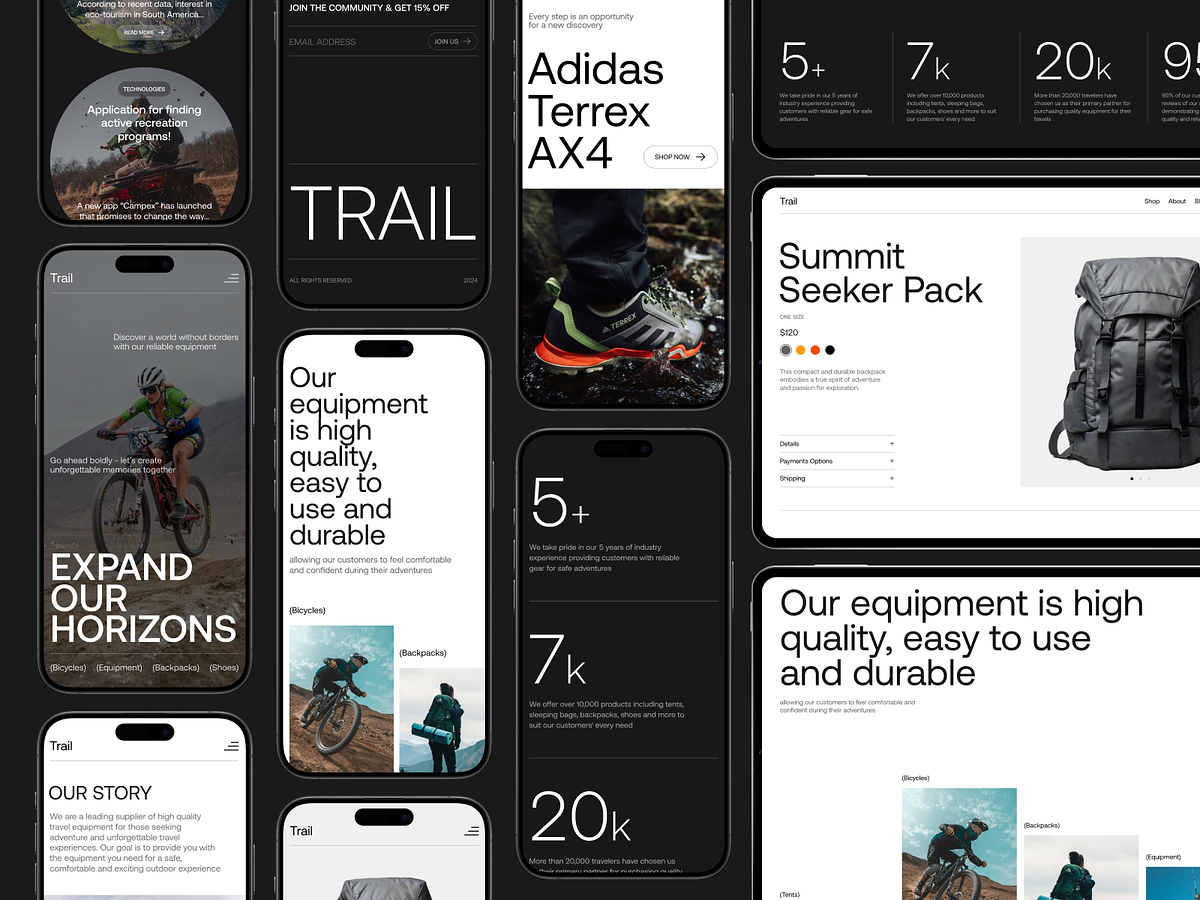 According to recent data, interest in
eco-tourism in South America...
READ MORE
TECHNOLOGIES
Application for finding
active recreation
programs!
A new app “Campex” has launched
that promises to change the way...
Trail
Discover a world without borders
with our reliable equipment
38
Go ahead boldly – let's create
unforgettable memories together
EXPAND
OUR
HORIZONS
(Bicycles) (Equipment) (Backpacks) (Shoes)
Trail
OUR STORY
We are a leading supplier of high quality
travel equipment for those seeking
adventure and unforgettable travel
experiences. Our goal is to provide you with
the equipment you need for a safe,
comfortable and exciting outdoor experience
JOIN THE COMMUNITY & GET 15% OFF
EMAIL ADDRESS
JOIN US
TRAIL
ALL RIGHTS RESERVED
2024
Our
equipment
is high
quality,
easy to
use and
durable
allowing our customers to feel comfortable
and confident during their adventures
(Bicycles)
(Backpacks)
Trail
Every step is an opportunity
for a new discovery
Adidas
Terrex
AX4
SHOP NOW
TERREX
5+
We take pride in our 5 years of industry
experience providing customers with reliable
gear for safe adventures
7k
We offer over 10,000 products including tents,
sleeping bags, backpacks, shoes and more to
suit our customers' every need
20k
More than 20,000 travelers have chosen us
their primary partner for purchasing quality
5+
We take pride in our 5 years of
industry experience providing
customers with reliable gear for safe
adventures
7k
We offer over 10,000 products
including tents, sleeping bags,
backpacks, shoes and more to suit
our customers' every need
20k
More than 20,000 travelers have
chosen us as their primary partner for
purchasing quality equipment for their
travels
95
95% of our
reviews of our
demonstrating
quality and
Trail
Shop About
Summit
Seeker Pack
ONE SIZE
$120
This compact and durable backpack
embodies a true spirit of adventure
and passion for exploration.
Details +
Payments Options +
Shipping +
Our equipment is high
quality, easy to use
and durable
allowing our customers to feel comfortable and
confident during their adventures
(Bicycles)
(Backpacks)
(Equipment)
(Tents)